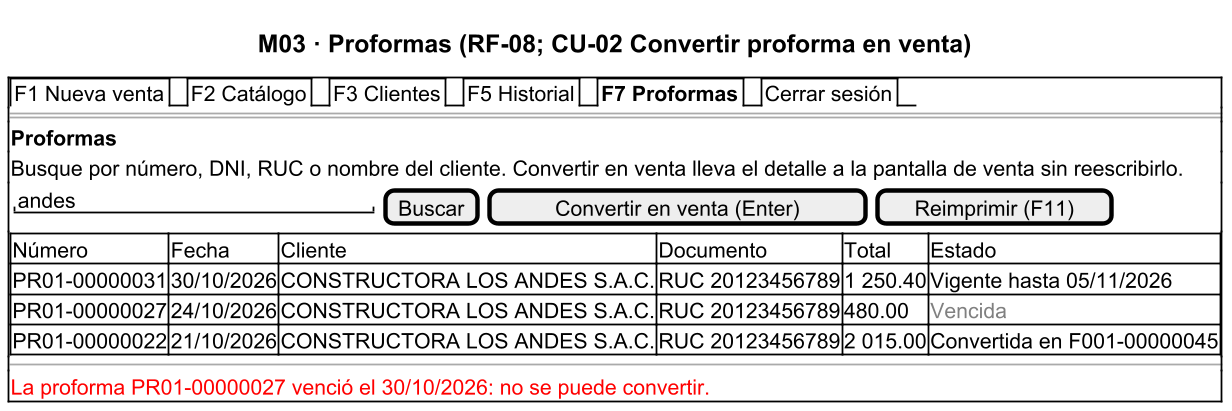 M03 · Proformas (RF-08; CU-02 Convertir proforma en venta)
F1 Nueva venta F2 Catálogo F3 Clientes F5 Historial F7 Proformas Cerrar sesión
Proformas
Busque por número, DNI, RUC o nombre del cliente. Convertir en venta lleva el detalle a la pantalla de venta sin reescribirlo.
andes Buscar Convertir en venta (Enter) Reimprimir (F11)
Número Fecha Cliente Documento Total Estado
PR01-00000031 30/10/2026 CONSTRUCTORA LOS ANDES S.A.C. RUC 20123456789 1 250.40 Vigente hasta 05/11/2026
PR01-00000027 24/10/2026 CONSTRUCTORA LOS ANDES S.A.C. RUC 20123456789 480.00 Vencida
PR01-00000022 21/10/2026 CONSTRUCTORA LOS ANDES S.A.C. RUC 20123456789 2 015.00 Convertida en F001-00000045
La proforma PR01-00000027 venció el 30/10/2026: no se puede convertir.